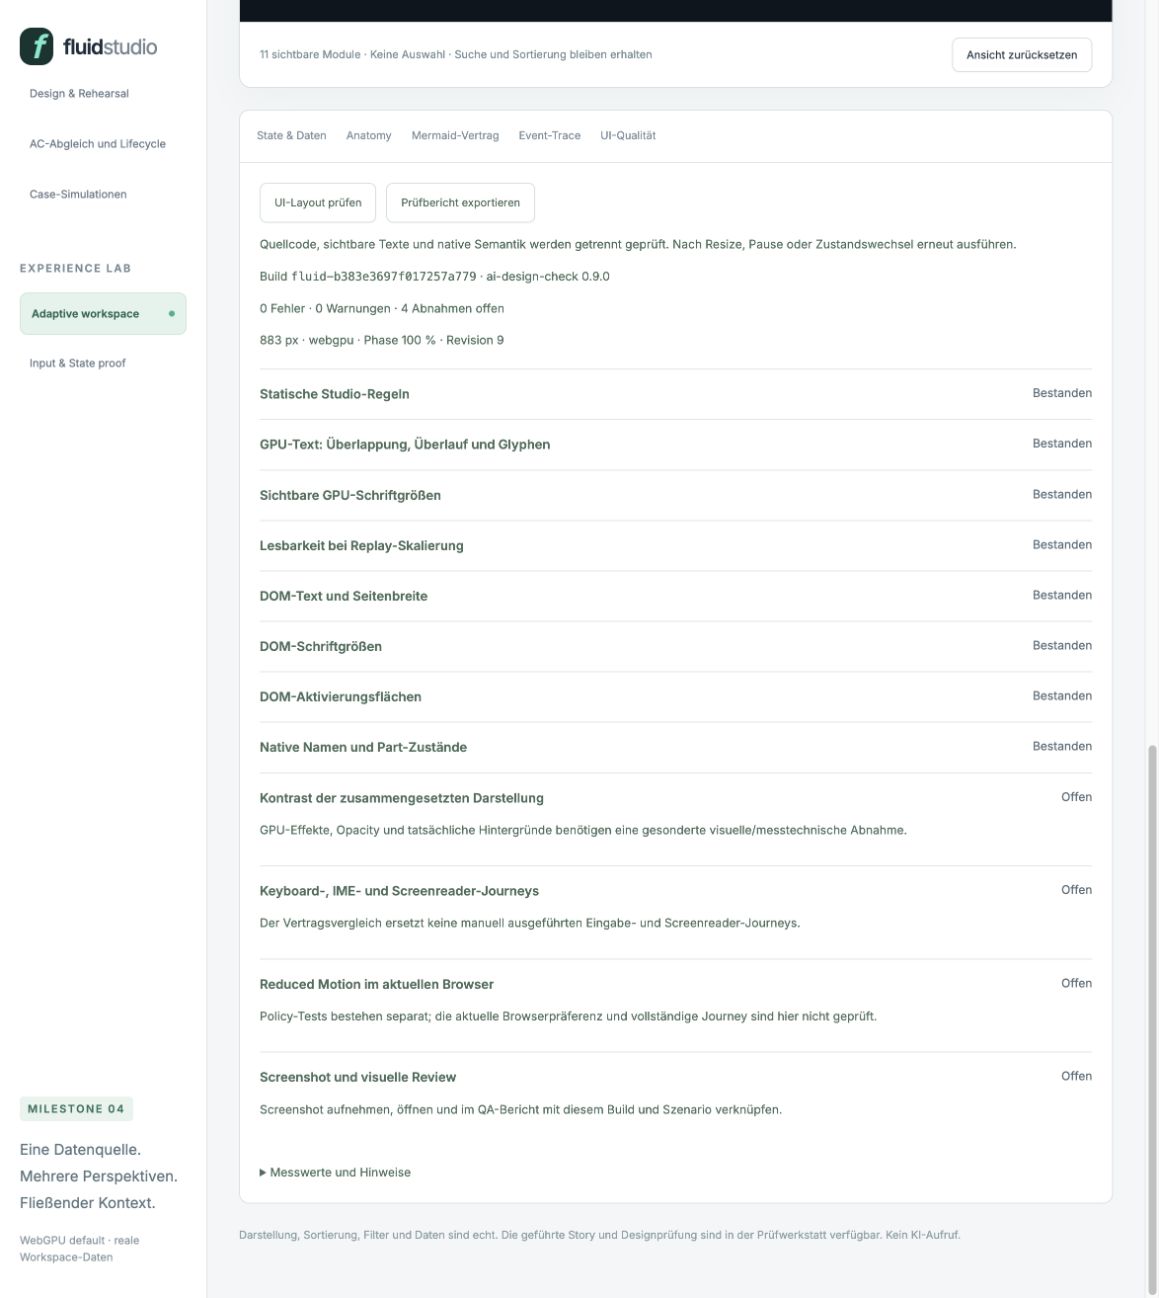 fluidstudio
Design & Rehearsal
AC-Abgleich und Lifecycle
Case-Simulationen
EXPERIENCE LAB
Adaptive workspace
Input & State proof
MILESTONE 04
Eine Datenquelle.
Mehrere Perspektiven.
Fließender Kontext.
WebGPU default · reale
Workspace-Daten
11 sichtbare Module · Keine Auswahl · Suche und Sortierung bleiben erhalten
Ansicht zurücksetzen
State & Daten Anatomy Mermaid-Vertrag Event-Trace UI-Qualität
UI-Layout prüfen Prüfbericht exportieren
Quellcode, sichtbare Texte und native Semantik werden getrennt geprüft. Nach Resize, Pause oder Zustandswechsel erneut ausführen.
Build fluid-b383e3697f017257a779 · ai-design-check 0.9.0
0 Fehler · 0 Warnungen · 4 Abnahmen offen
883 px · webgpu · Phase 100 % · Revision 9
Statische Studio-Regeln Bestanden
GPU-Text: Überlappung, Überlauf und Glyphen Bestanden
Sichtbare GPU-Schriftgrößen Bestanden
Lesbarkeit bei Replay-Skalierung Bestanden
DOM-Text und Seitenbreite Bestanden
DOM-Schriftgrößen Bestanden
DOM-Aktivierungsflächen Bestanden
Native Namen und Part-Zustände Bestanden
Kontrast der zusammengesetzten Darstellung Offen
GPU-Effekte, Opacity und tatsächliche Hintergründe benötigen eine gesonderte visuelle/messtechnische Abnahme.
Keyboard-, IME- und Screenreader-Journeys Offen
Der Vertragsvergleich ersetzt keine manuell ausgeführten Eingabe- und Screenreader-Journeys.
Reduced Motion im aktuellen Browser Offen
Policy-Tests bestehen separat; die aktuelle Browserpräferenz und vollständige Journey sind hier nicht geprüft.
Screenshot und visuelle Review Offen
Screenshot aufnehmen, öffnen und im QA-Bericht mit diesem Build und Szenario verknüpfen.
Messwerte und Hinweise
Darstellung, Sortierung, Filter und Daten sind echt. Die geführte Story und Designprüfung sind in der Prüfwerkstatt verfügbar. Kein KI-Aufruf.